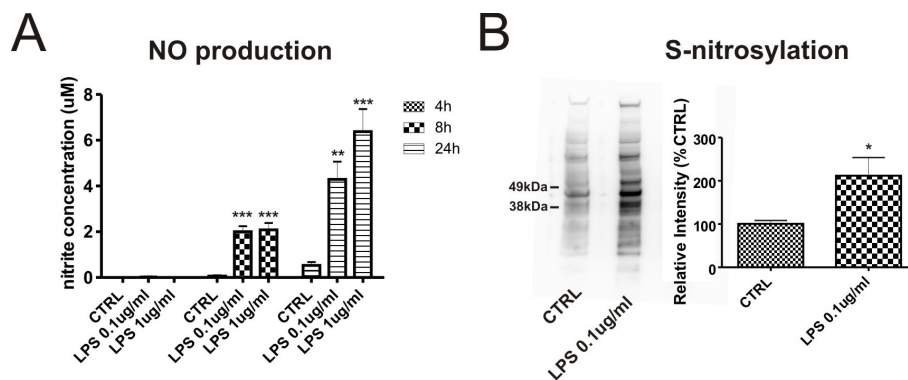 A
NO production
nitrite concentration (uM)
8
6
4
2
0
***
***
**
***
4h
8h
24h
CTRL
LPS 0.1ug/ml
LPS 1ug/ml
CTRL
LPS 0.1ug/ml
LPS 1ug/ml
CTRL
LPS 0.1ug/ml
LPS 1ug/ml
B
S-nitrosylation
49kDa
38kDa
CTRL
LPS 0.1ug/ml
Relative Intensity (%CTRL)
300
200
100
0
*
CTRL
LPS 0.1ug/ml